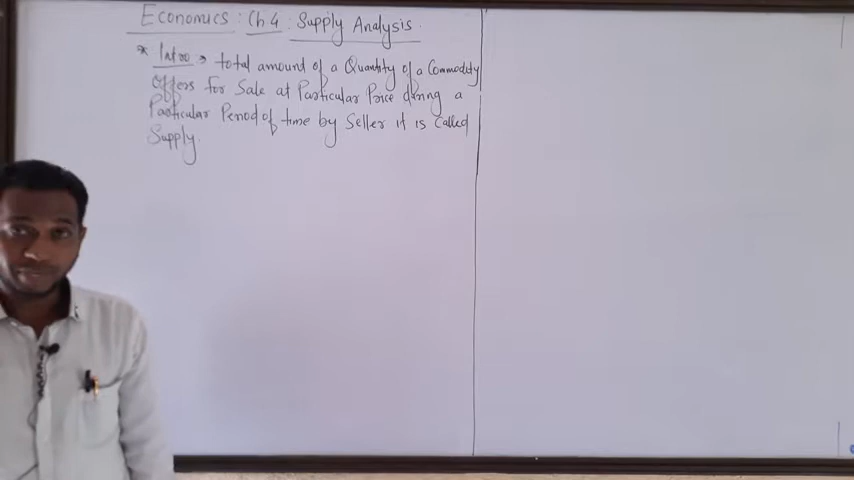 Economics : Ch 4 : Supply Analysis.
* Intro → total amount of a Quantity of a Commodity
offers for Sale at Particular Price during a
Particular Period of time by Seller it is Called
Supply.